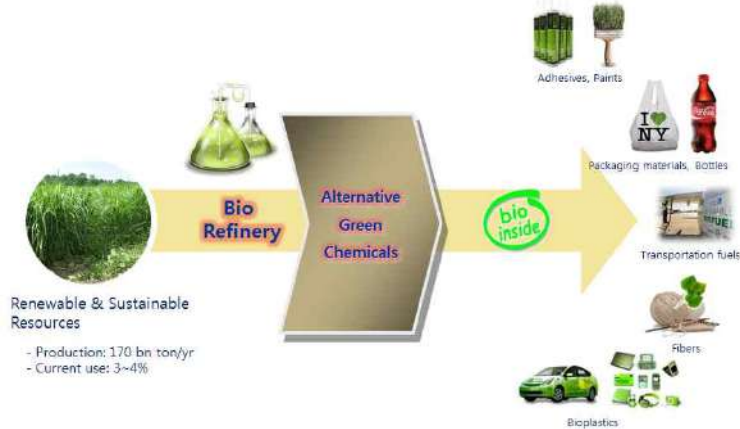 Adhesives, Paints
I
NY
Packaging materials, Bottles
Bio
Refinery
Alternative
Green
Chemicals
bio
inside
Transportation fuels
Renewable & Sustainable
Resources
- Production: 170 bn ton/yr
- Current use: 3~4%
Fibers
Bioplastics